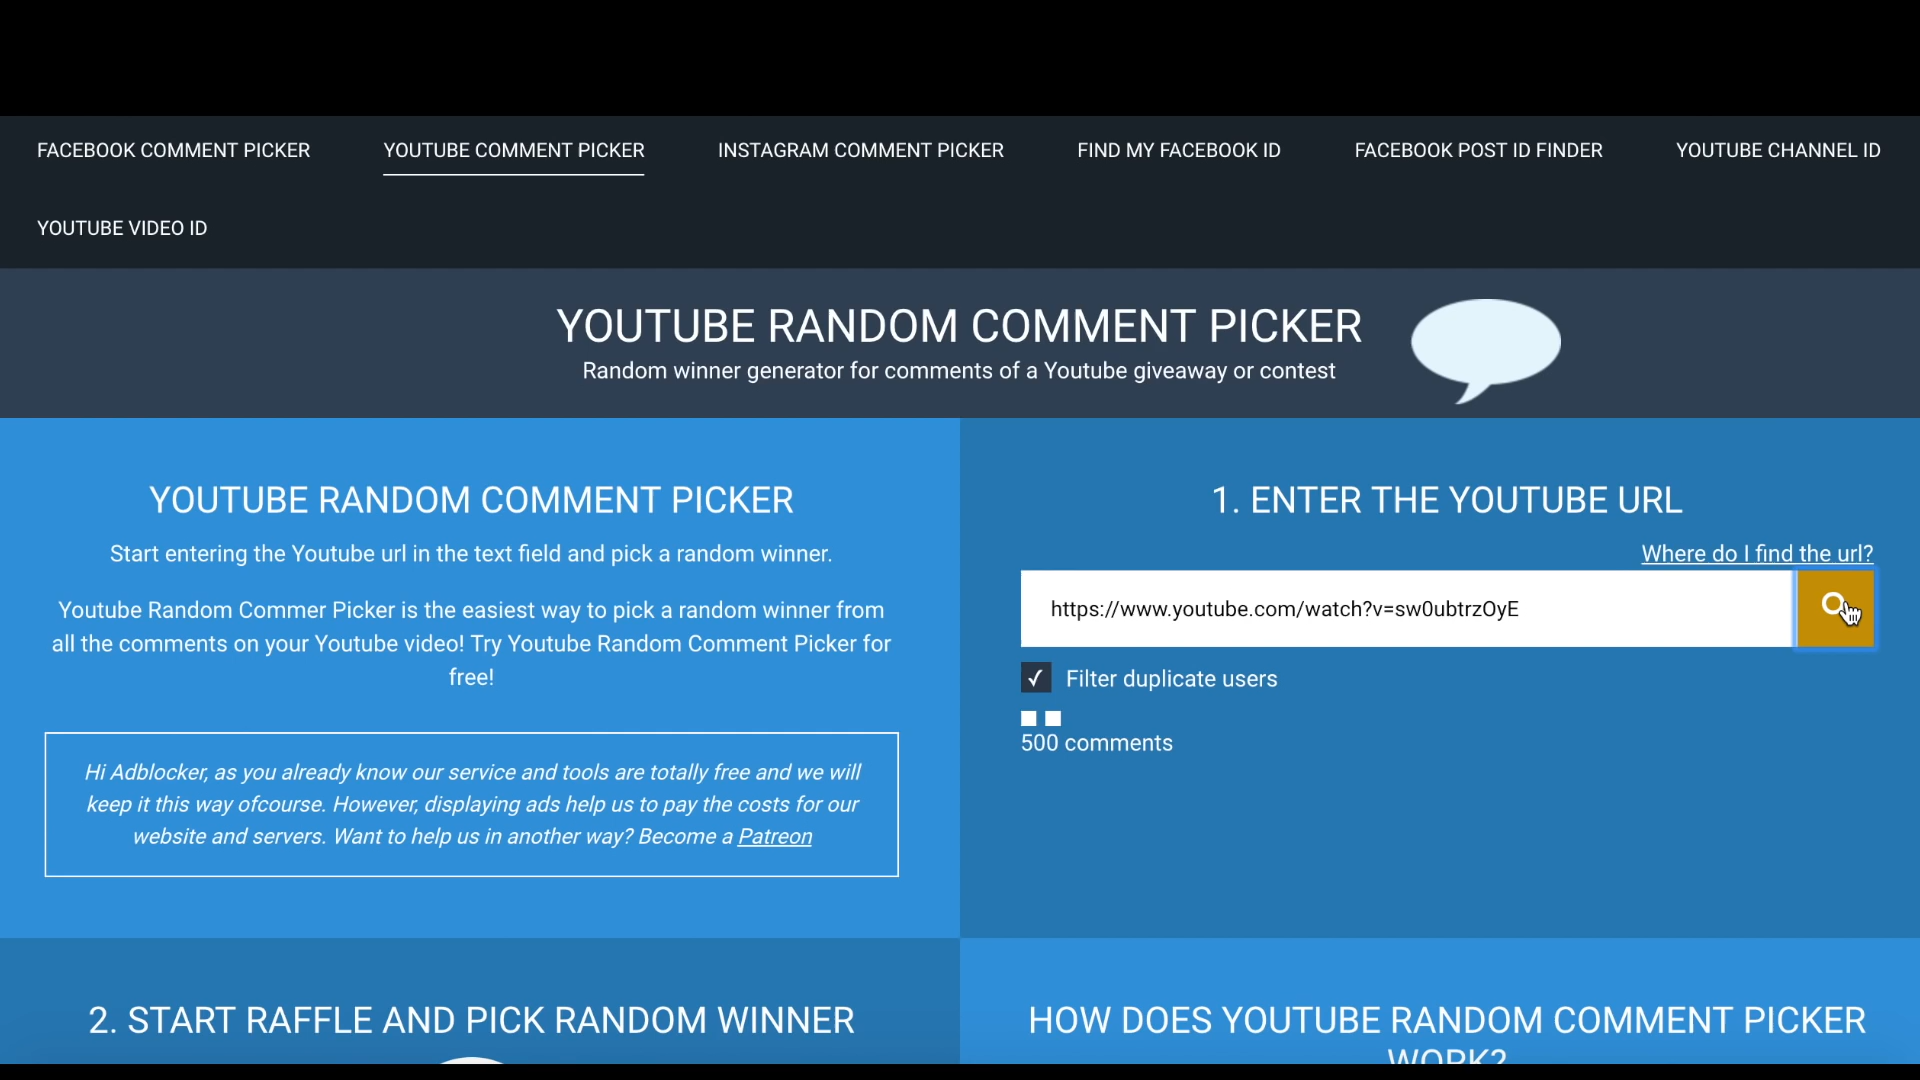 FACEBOOK COMMENT PICKER
YOUTUBE COMMENT PICKER
INSTAGRAM COMMENT PICKER
FIND MY FACEBOOK ID
FACEBOOK POST ID FINDER
YOUTUBE CHANNEL ID
YOUTUBE VIDEO ID
YOUTUBE RANDOM COMMENT PICKER
Random winner generator for comments of a Youtube giveaway or contest
YOUTUBE RANDOM COMMENT PICKER
Start entering the Youtube url in the text field and pick a random winner.
Youtube Random Commer Picker is the easiest way to pick a random winner from
all the comments on your Youtube video! Try Youtube Random Comment Picker for
free!
Hi Adblocker, as you already know our service and tools are totally free and we will
keep it this way ofcourse. However, displaying ads help us to pay the costs for our
website and servers. Want to help us in another way? Become a Patreon
1. ENTER THE YOUTUBE URL
Where do I find the url?
https://www.youtube.com/watch?v=sw0ubtrzOyE
Filter duplicate users
500 comments
2. START RAFFLE AND PICK RANDOM WINNER
HOW DOES YOUTUBE RANDOM COMMENT PICKER
WORK?